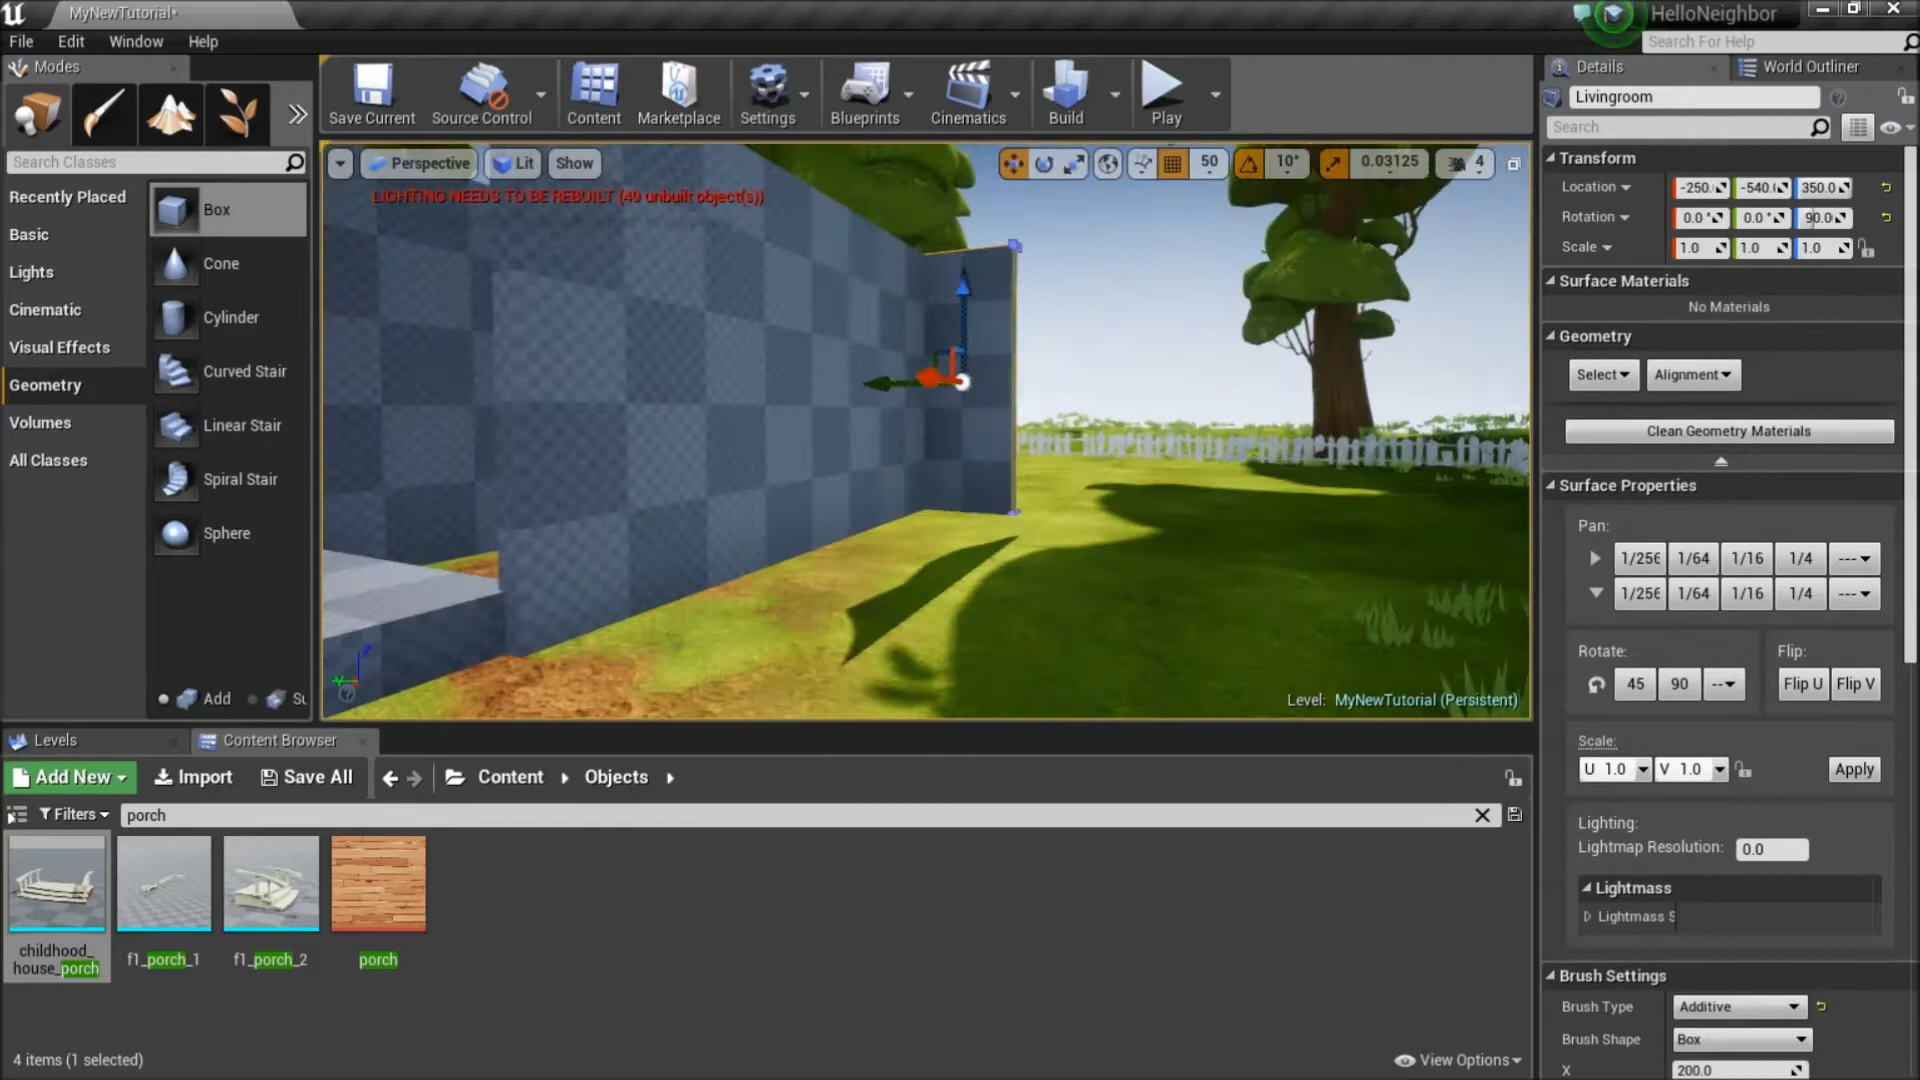 MyNewTutorial*
HelloNeighbor
File Edit Window Help
Search For Help
Modes
Save Current
Source Control
Content
Marketplace
Settings
Blueprints
Cinematics
Build
Play
Details
World Outliner
Livingroom
Search
Search Classes
Recently Placed
Basic
Lights
Cinematic
Visual Effects
Geometry
Volumes
All Classes
Box
Cone
Cylinder
Curved Stair
Linear Stair
Spiral Stair
Sphere
Add
Su
Perspective Lit Show
50 10° 0.03125 4
LIGHTING NEEDS TO BE REBUILT (49 unbuilt object(s))
Level: MyNewTutorial (Persistent)
Transform
Location -250. -540. 350.0
Rotation 0.0 ° 0.0 ° 90.0
Scale 1.0 1.0 1.0
Surface Materials
No Materials
Geometry
Select Alignment
Clean Geometry Materials
Surface Properties
Pan:
1/256 1/64 1/16 1/4 ---
1/256 1/64 1/16 1/4 ---
Rotate: Flip:
45 90 -- Flip U Flip V
Scale:
U 1.0 V 1.0 Apply
Lighting:
Lightmap Resolution: 0.0
Lightmass
Lightmass S
Brush Settings
Brush Type Additive
Brush Shape Box
X 200.0
Levels
Content Browser
Add New Import Save All Content Objects
Filters porch
childhood_
house_porch
f1_porch_1
f1_porch_2
porch
4 items (1 selected)
View Options